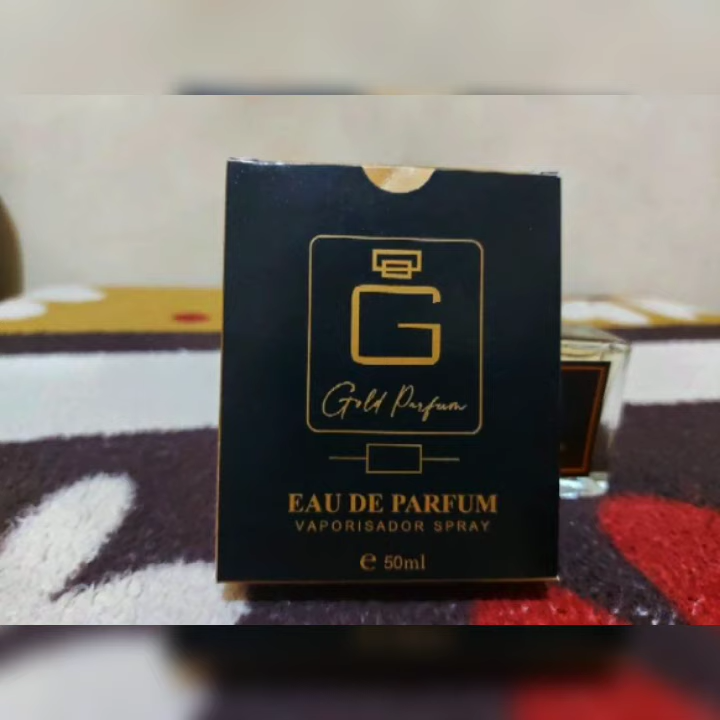 G
Gold Parfum
EAU DE PARFUM
VAPORISADOR SPRAY
e 50ml